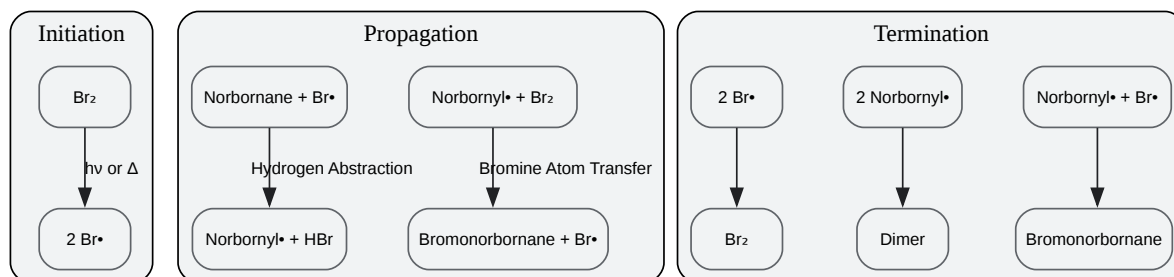 Initiation
Br₂
hν or Δ
2 Br•
Propagation
Norbornane + Br•
Hydrogen Abstraction
Norbornyl• + HBr
Norbornyl• + Br₂
Bromine Atom Transfer
Bromonorbornane + Br•
Termination
2 Br•
Br₂
2 Norbornyl•
Dimer
Norbornyl• + Br•
Bromonorbornane